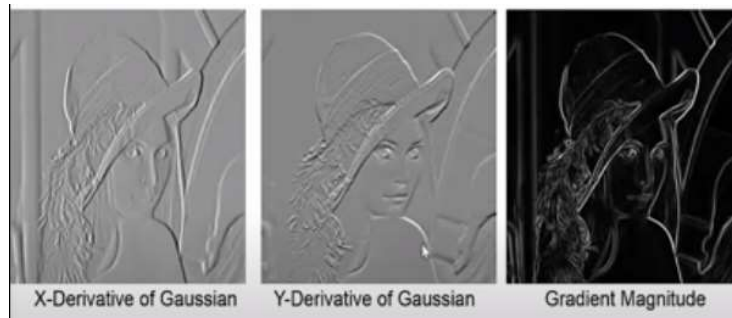 X-Derivative of Gaussian
Y-Derivative of Gaussian
Gradient Magnitude